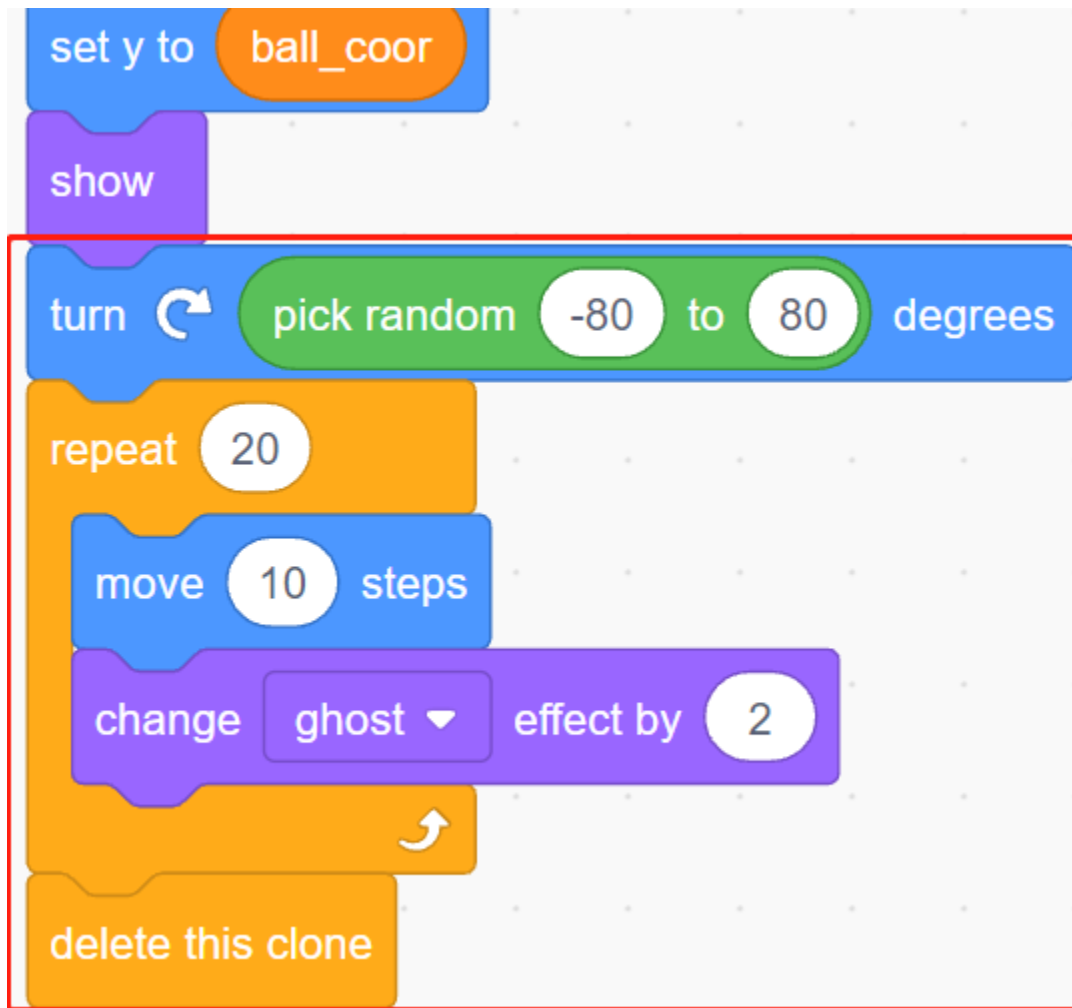 set y to ball_coor
show
turn pick random -80 to 80 degrees
repeat 20
move 10 steps
change ghost effect by 2
delete this clone